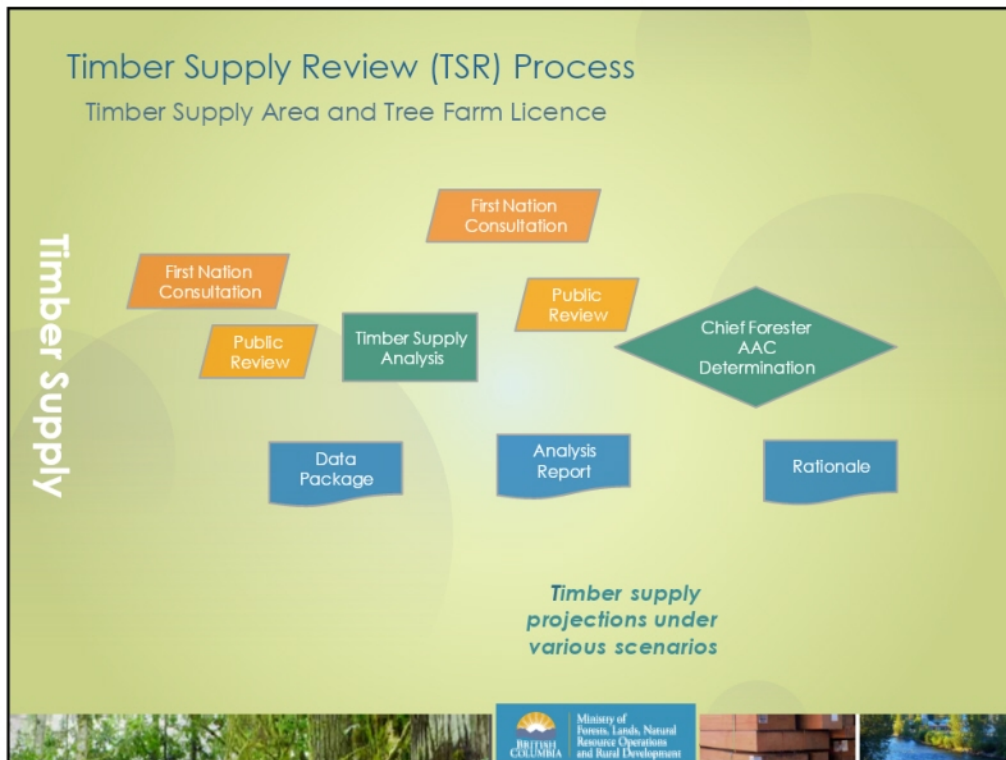 Timber Supply Review (TSR) Process
Timber Supply Area and Tree Farm Licence
Timber Supply
First Nation
Consultation
First Nation
Consultation
Public
Review
Timber Supply
Analysis
Public
Review
Chief Forester
AAC
Determination
Data
Package
Analysis
Report
Rationale
Timber supply
projections under
various scenarios
BRITISH
COLUMBIA
Ministry of
Forests, Lands, Natural
Resource Operations
and Rural Development